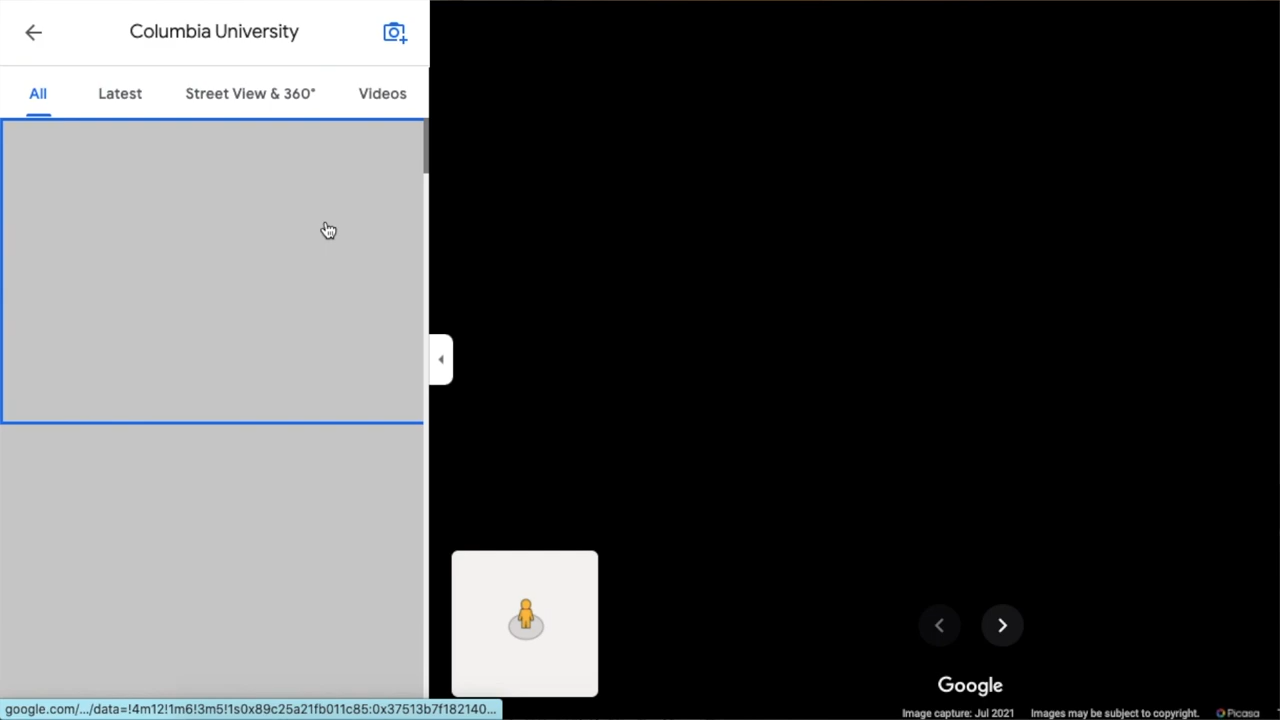 Columbia University
All Latest Street View & 360° Videos
Google
Image capture: Jul 2021 Images may be subject to copyright. Picasa
google.com/.../data=!4m12!1m6!3m5!1s0x89c25a21fb011c85:0x37513b7f182140...